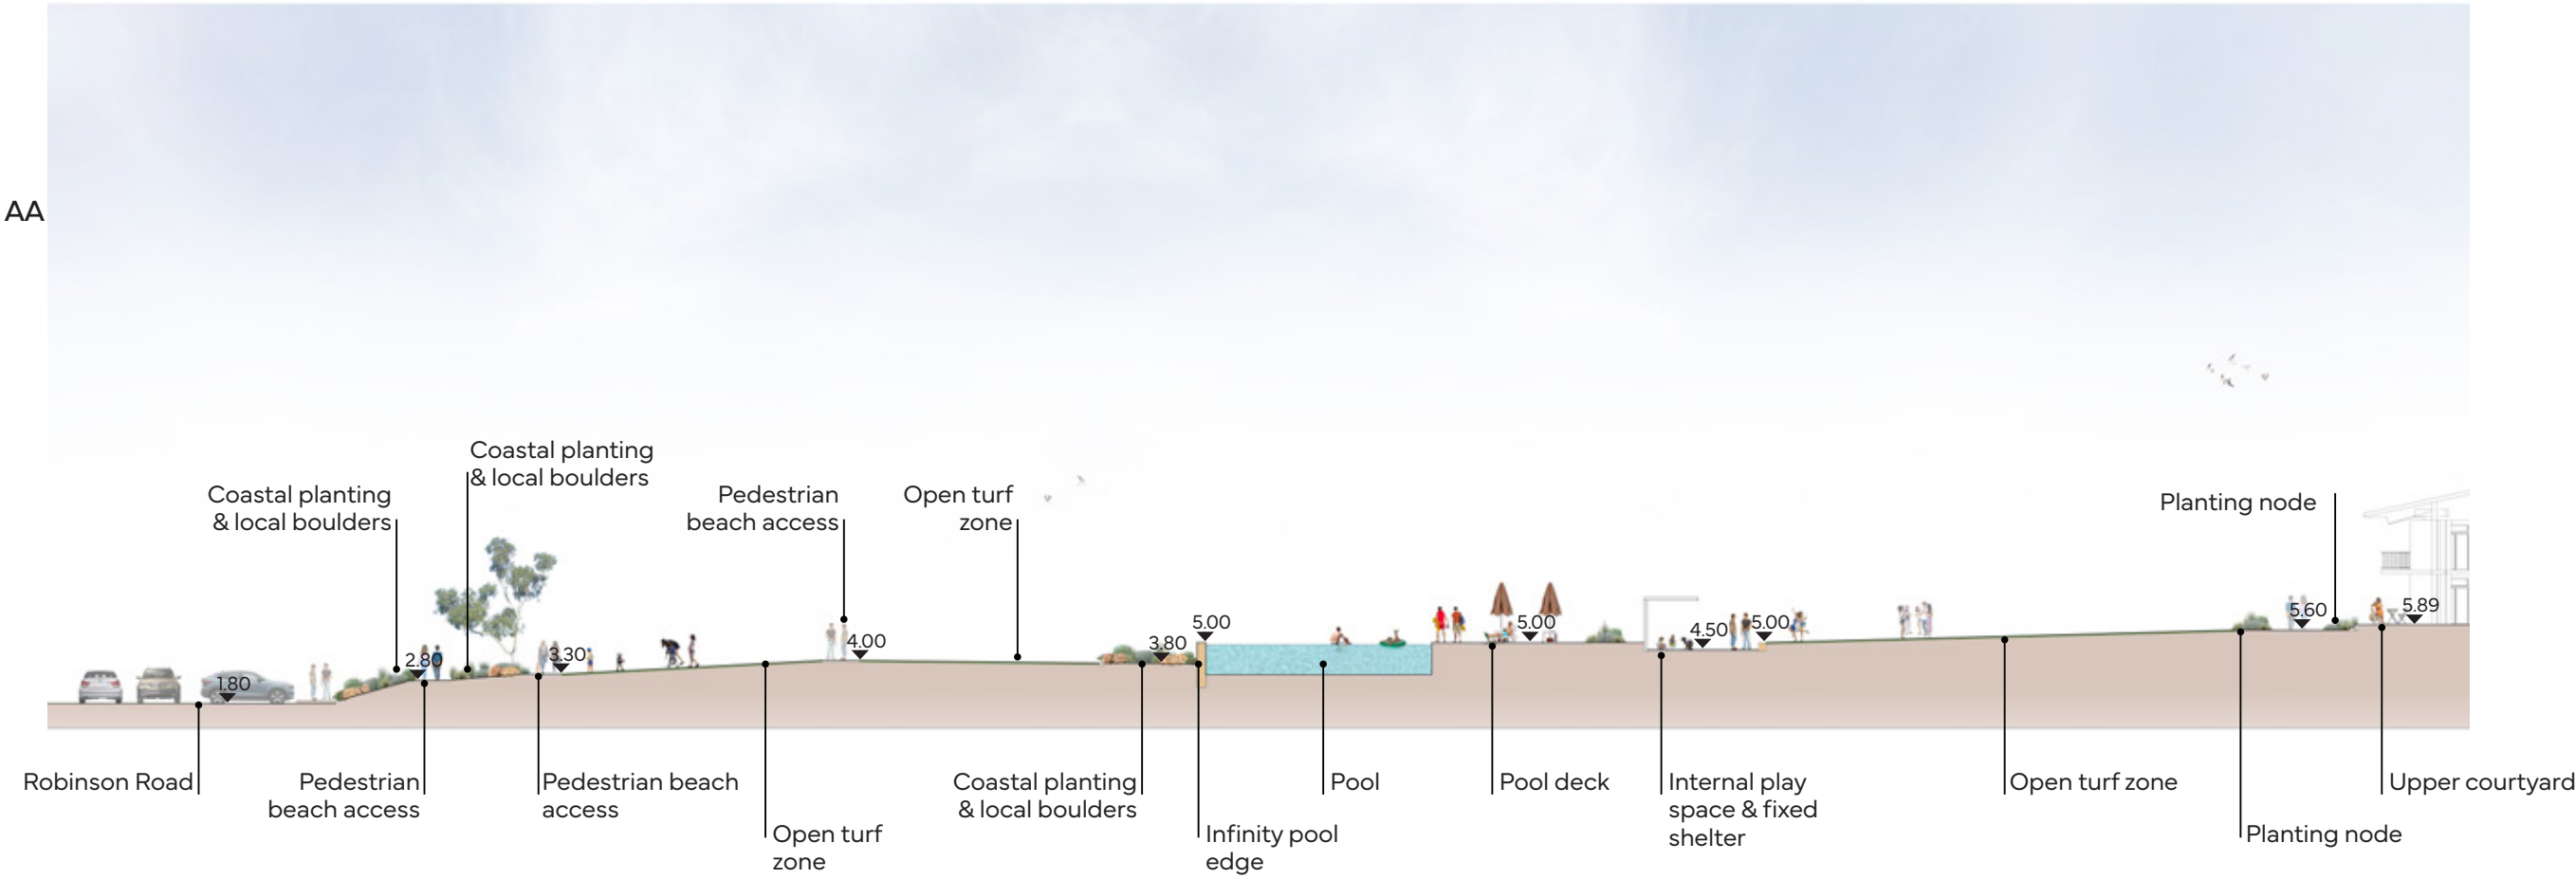 AA
Coastal planting
& local boulders
Coastal planting
& local boulders
Pedestrian
beach access
Open turf
zone
Planting node
1.80
2.80
3.30
4.00
3.80
5.00
5.00
4.50
5.00
5.60
5.89
Robinson Road
Pedestrian
beach access
Pedestrian beach
access
Open turf
zone
Coastal planting
& local boulders
Infinity pool
edge
Pool
Pool deck
Internal play
space & fixed
shelter
Open turf zone
Planting node
Upper courtyard